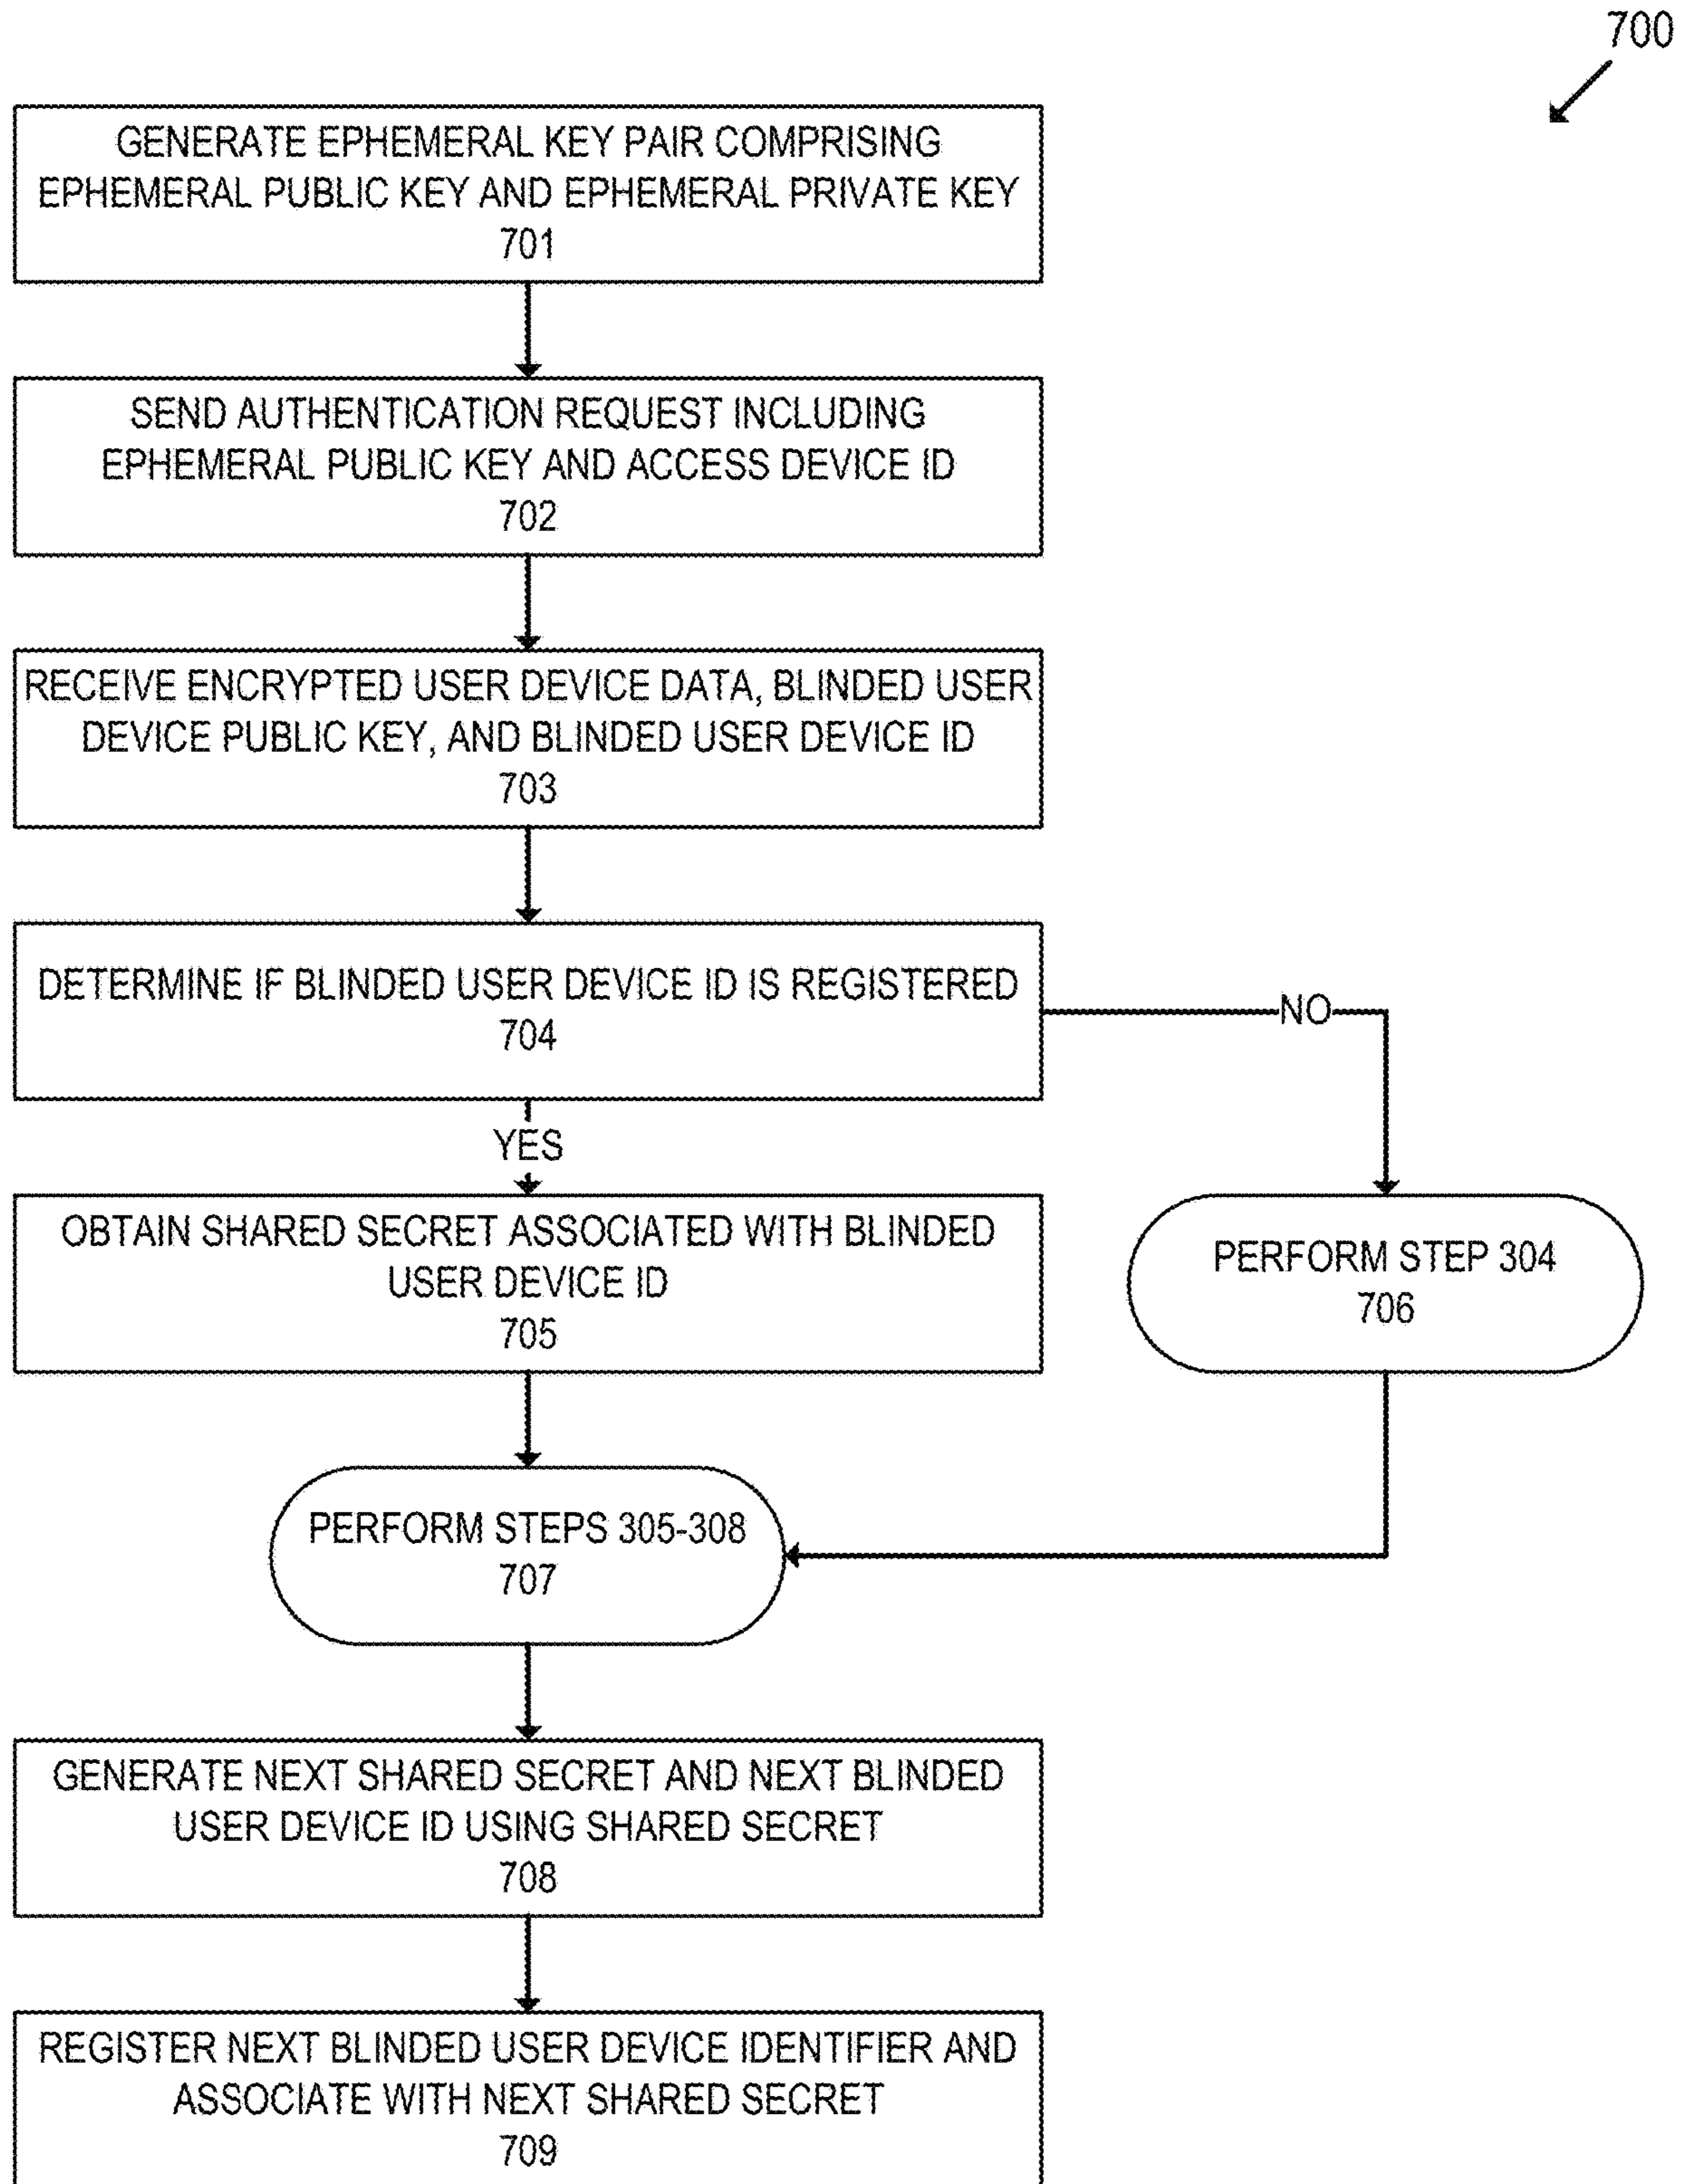 700
GENERATE EPHEMERAL KEY PAIR COMPRISING
EPHEMERAL PUBLIC KEY AND EPHEMERAL PRIVATE KEY
701
SEND AUTHENTICATION REQUEST INCLUDING
EPHEMERAL PUBLIC KEY AND ACCESS DEVICE ID
702
RECEIVE ENCRYPTED USER DEVICE DATA, BLINDED USER
DEVICE PUBLIC KEY, AND BLINDED USER DEVICE ID
703
DETERMINE IF BLINDED USER DEVICE ID IS REGISTERED
704
NO
YES
OBTAIN SHARED SECRET ASSOCIATED WITH BLINDED
USER DEVICE ID
705
PERFORM STEP 304
706
PERFORM STEPS 305-308
707
GENERATE NEXT SHARED SECRET AND NEXT BLINDED
USER DEVICE ID USING SHARED SECRET
708
REGISTER NEXT BLINDED USER DEVICE IDENTIFIER AND
ASSOCIATE WITH NEXT SHARED SECRET
709